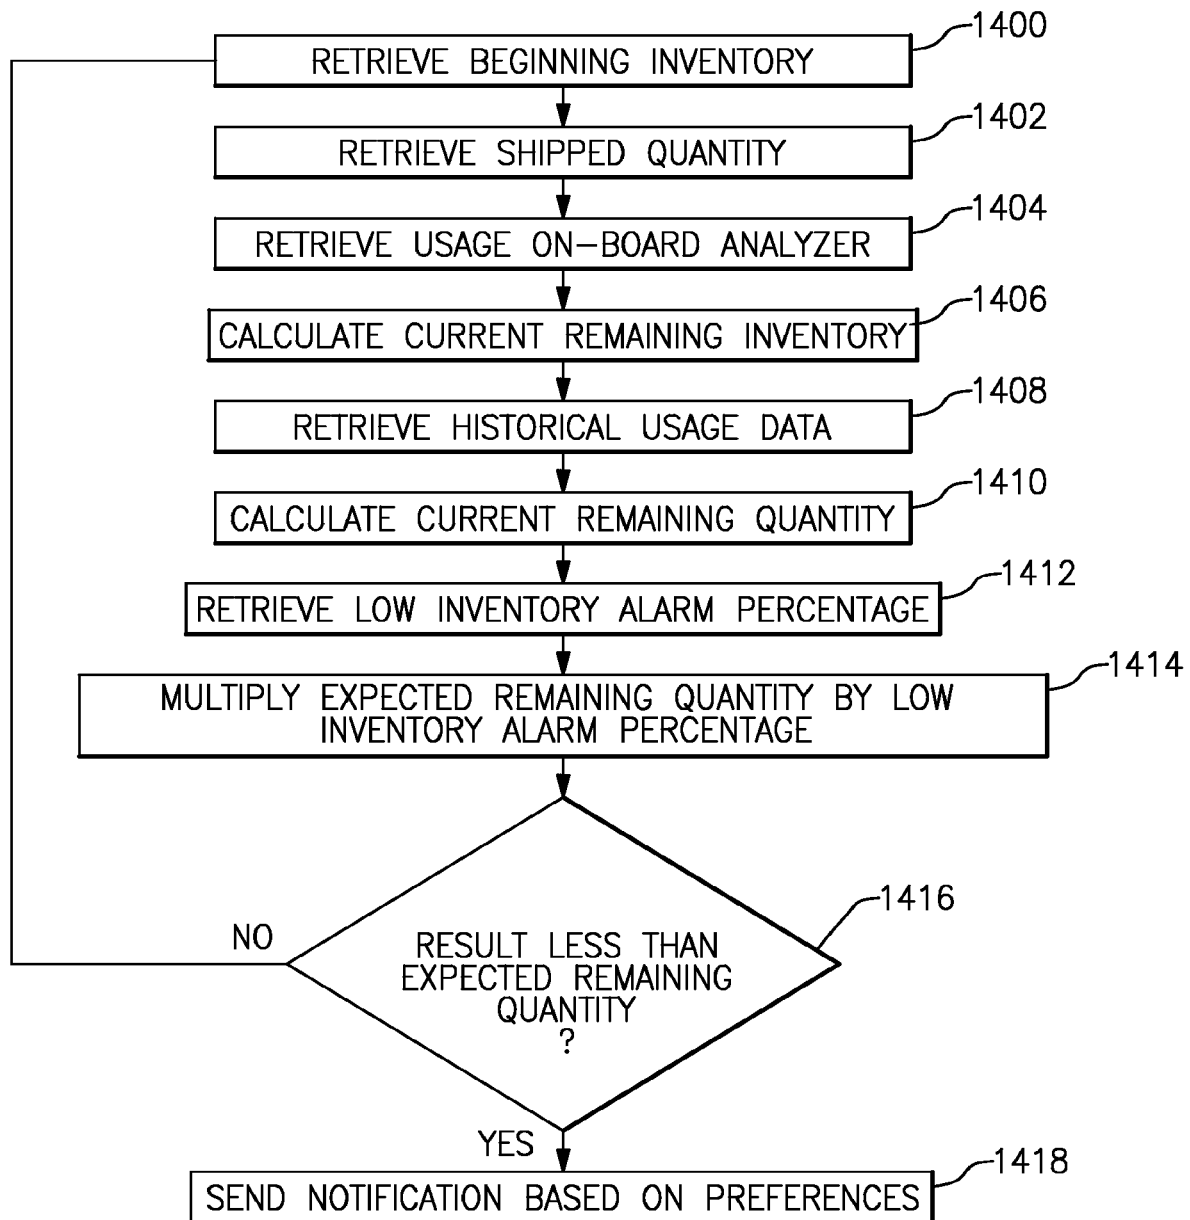 1400
RETRIEVE BEGINNING INVENTORY
1402
RETRIEVE SHIPPED QUANTITY
1404
RETRIEVE USAGE ON-BOARD ANALYZER
1406
CALCULATE CURRENT REMAINING INVENTORY
1408
RETRIEVE HISTORICAL USAGE DATA
1410
CALCULATE CURRENT REMAINING QUANTITY
1412
RETRIEVE LOW INVENTORY ALARM PERCENTAGE
1414
MULTIPLY EXPECTED REMAINING QUANTITY BY LOW
INVENTORY ALARM PERCENTAGE
1416
NO
RESULT LESS THAN
EXPECTED REMAINING
QUANTITY
?
YES
1418
SEND NOTIFICATION BASED ON PREFERENCES